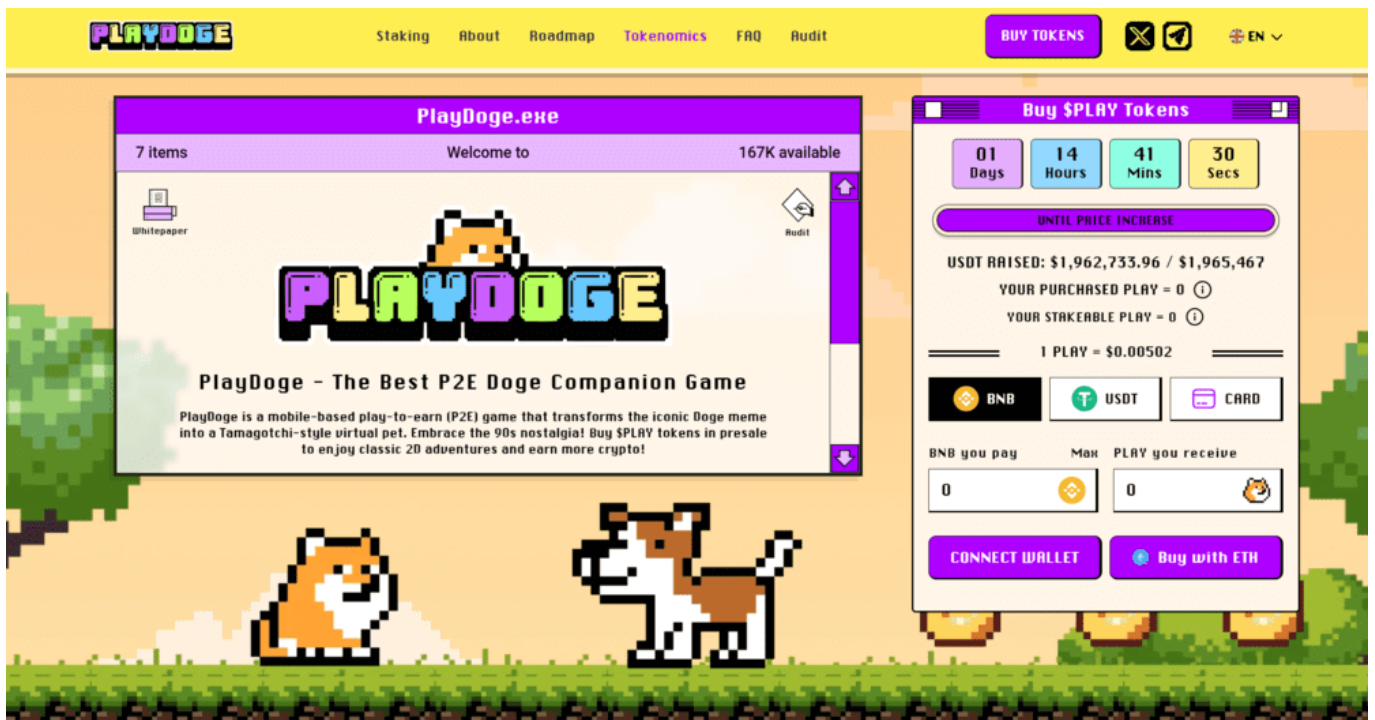 PLAYDOGE
Staking About Roadmap Tokenomics FAQ Audit
BUY TOKENS
EN
PlayDoge.exe
7 items Welcome to 167K available
Whitepaper
Audit
PLAYDOGE
PlayDoge - The Best P2E Doge Companion Game
PlayDoge is a mobile-based play-to-earn (P2E) game that transforms the iconic Doge meme
into a Tamagotchi-style virtual pet. Embrace the 90s nostalgia! Buy $PLAY tokens in presale
to enjoy classic 2D adventures and earn more crypto!
Buy $PLAY Tokens
01 14 41 30
Days Hours Mins Secs
UNTIL PRICE INCREASE
USDT RAISED: $1,962,733.96 / $1,965,467
YOUR PURCHASED PLAY = 0
YOUR STAKEABLE PLAY = 0
1 PLAY = $0.00502
BNB USDT CARD
BNB you pay Max PLAY you receive
0 0
CONNECT WALLET Buy with ETH